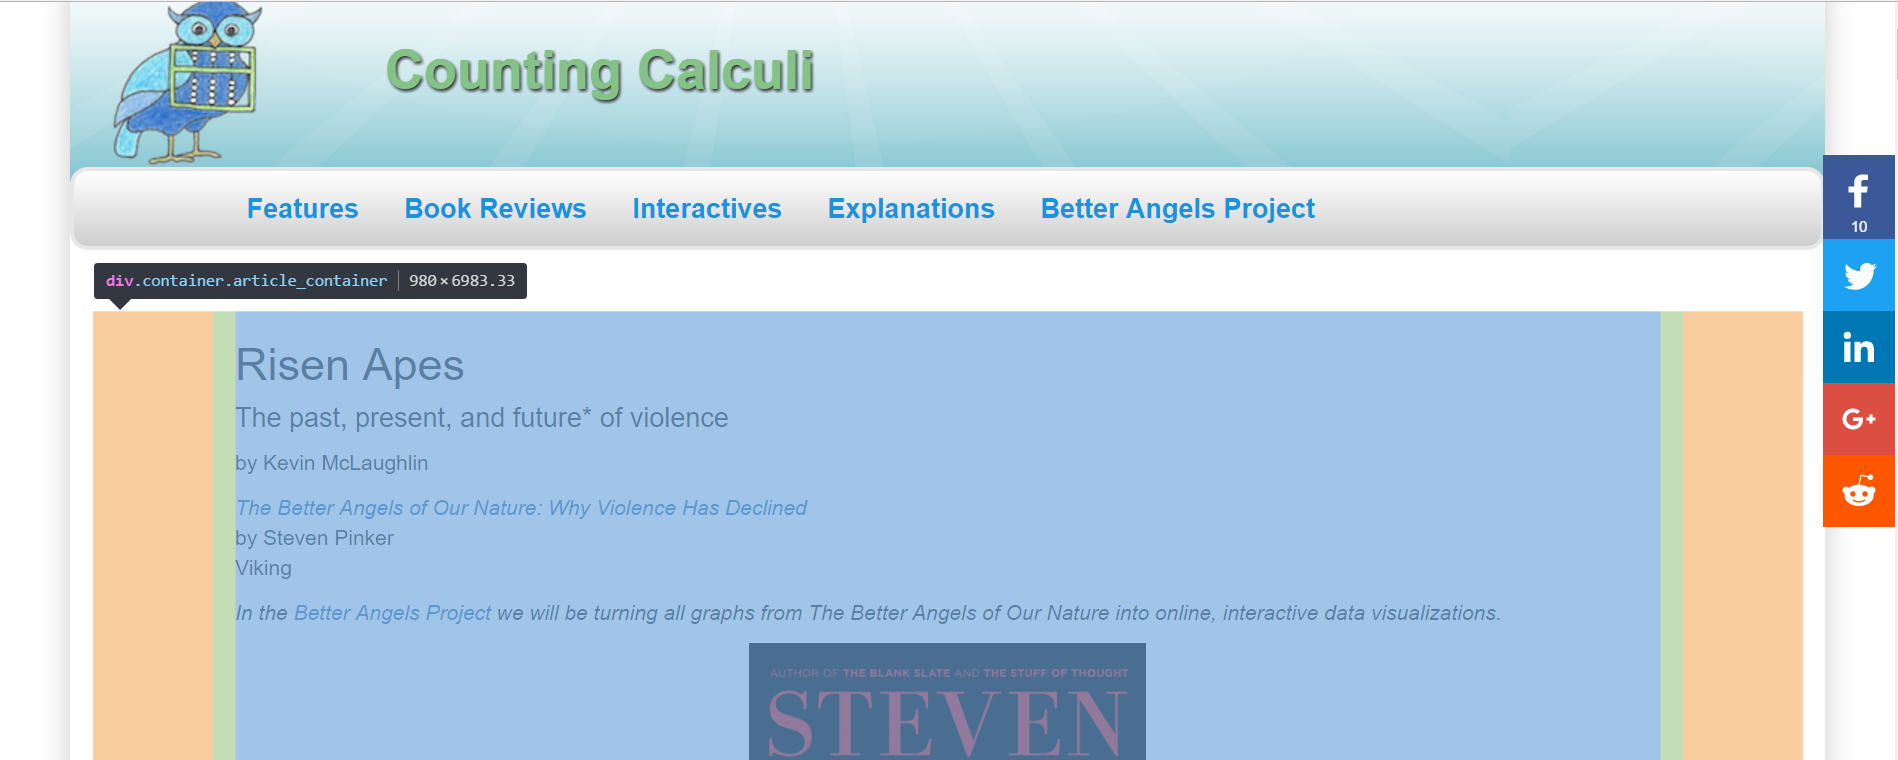 Counting Calculi
Features Book Reviews Interactives Explanations Better Angels Project
10
div.container.article_container | 980×6983.33
Risen Apes
The past, present, and future* of violence
by Kevin McLaughlin
The Better Angels of Our Nature: Why Violence Has Declined
by Steven Pinker
Viking
In the Better Angels Project we will be turning all graphs from The Better Angels of Our Nature into online, interactive data visualizations.
AUTHOR OF THE BLANK SLATE AND THE STUFF OF THOUGHT
STEVEN